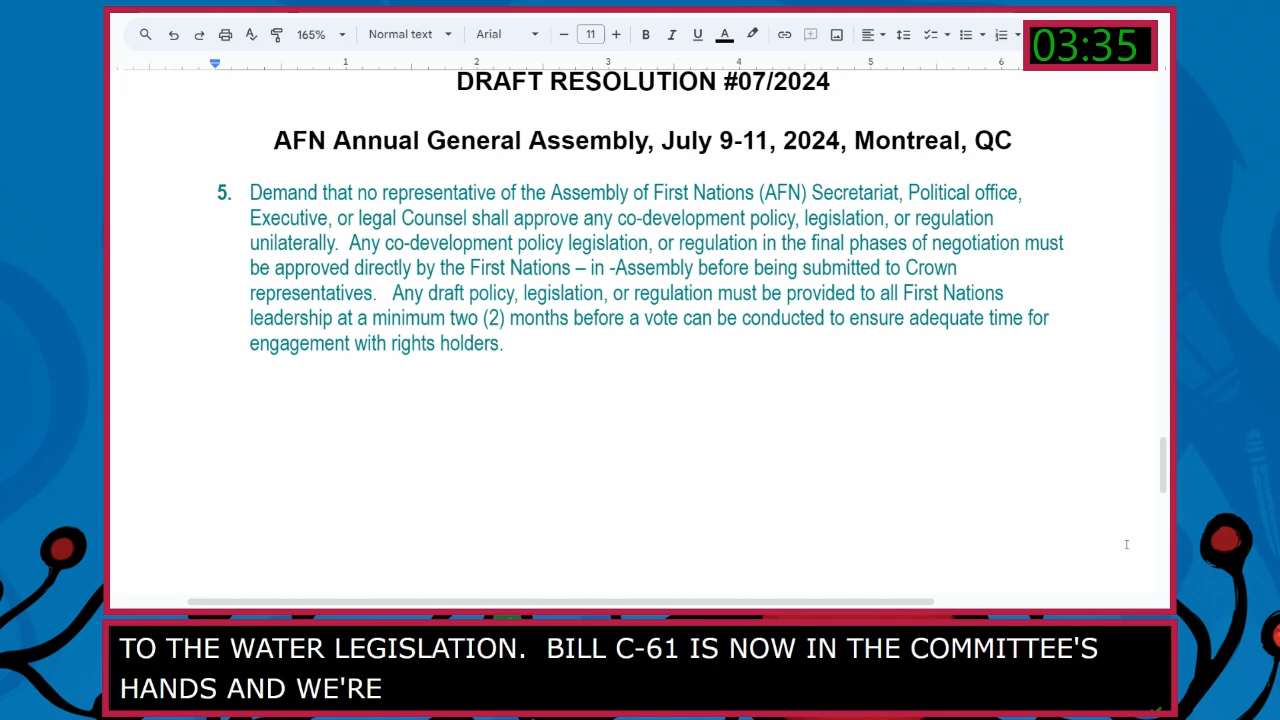 165%
Normal text
Arial
11
B
I
U
A
03:35
1
2
3
4
5
6
DRAFT RESOLUTION #07/2024
AFN Annual General Assembly, July 9-11, 2024, Montreal, QC
5. Demand that no representative of the Assembly of First Nations (AFN) Secretariat, Political office,
Executive, or legal Counsel shall approve any co-development policy, legislation, or regulation
unilaterally.  Any co-development policy legislation, or regulation in the final phases of negotiation must
be approved directly by the First Nations – in -Assembly before being submitted to Crown
representatives.   Any draft policy, legislation, or regulation must be provided to all First Nations
leadership at a minimum two (2) months before a vote can be conducted to ensure adequate time for
engagement with rights holders.
TO THE WATER LEGISLATION.  BILL C-61 IS NOW IN THE COMMITTEE'S
HANDS AND WE'RE